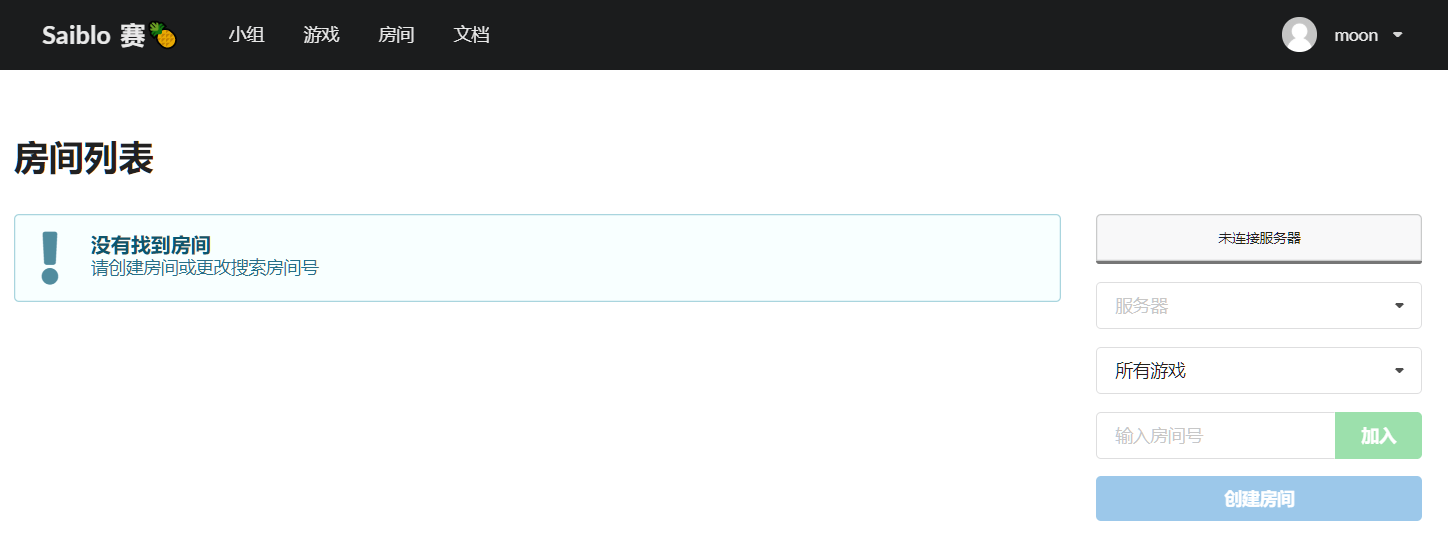 Saiblo 赛🍍 小组 游戏 房间 文档 moon
房间列表
没有找到房间
请创建房间或更改搜索房间号
未连接服务器
服务器
所有游戏
输入房间号 加入
创建房间